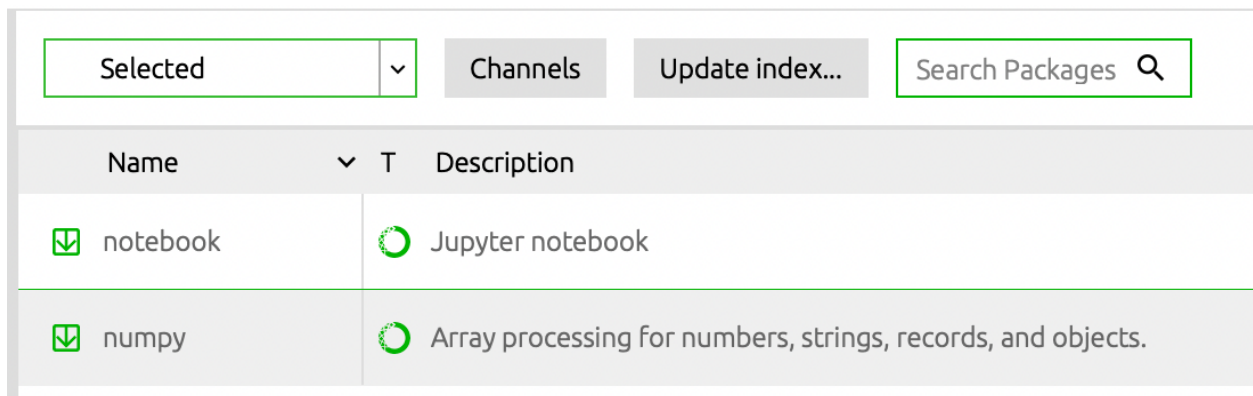 Selected Channels Update index... Search Packages
Name T Description
notebook Jupyter notebook
numpy Array processing for numbers, strings, records, and objects.